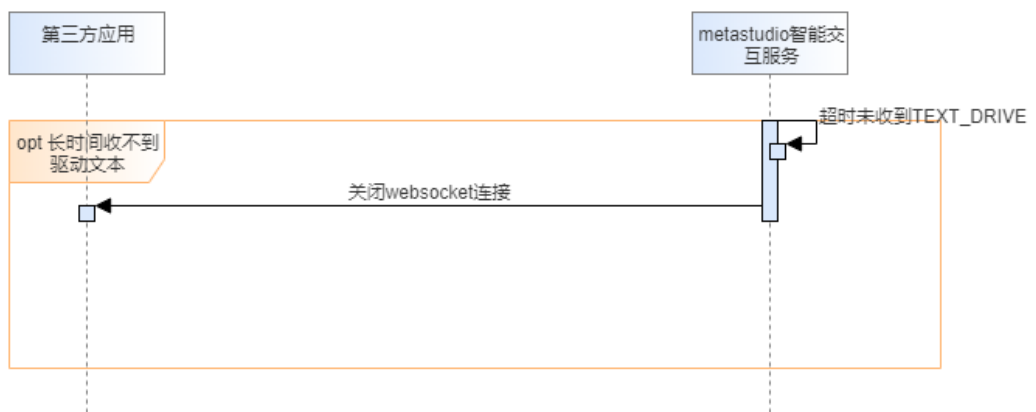 第三方应用
metastudio智能交
互服务
超时未收到TEXT_DRIVE
opt 长时间收不到
驱动文本
关闭websocket连接